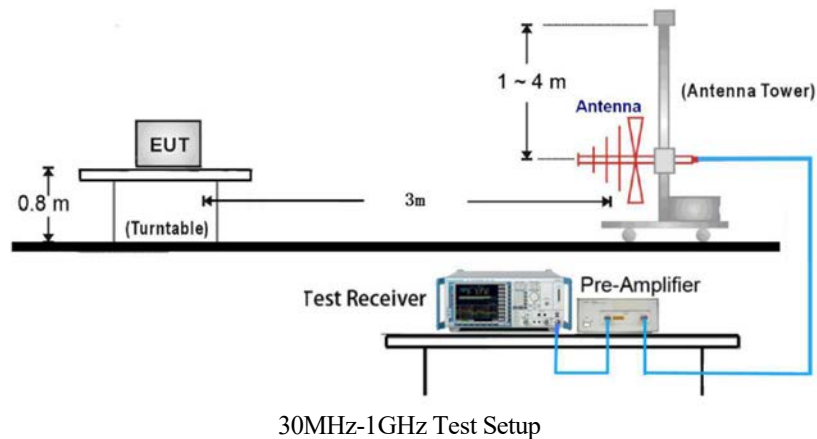 1 ~ 4 m
(Antenna Tower)
Antenna
EUT
0.8 m
3m
(Turntable)
Test Receiver
Pre-Amplifier
30MHz-1GHz Test Setup